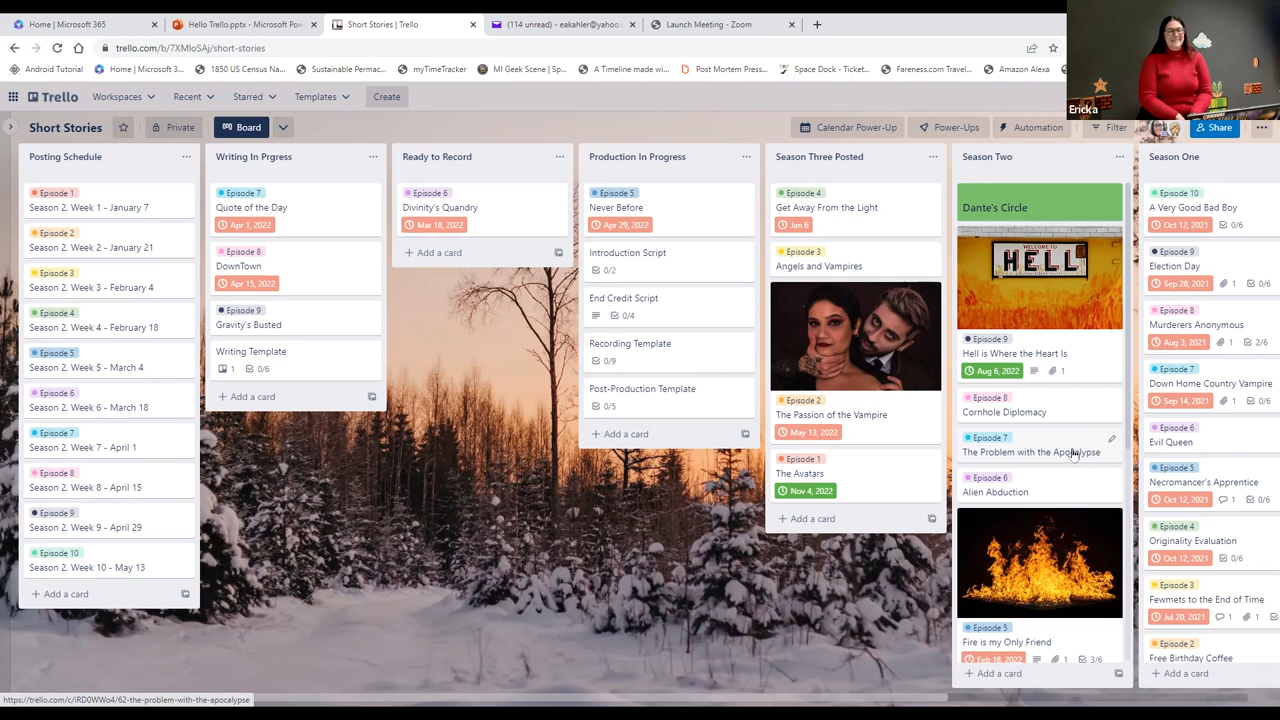 Home | Microsoft 365
Hello Trello.pptx - Microsoft Pow
Short Stories | Trello
(114 unread) - eakahler@yahoo.c
Launch Meeting - Zoom
trello.com/b/7XMIoSAj/short-stories
Android Tutorial
Home | Microsoft 3...
1850 US Census Na...
Sustainable Permac...
myTimeTracker
MI Geek Scene | Sp...
A Timeline made wi...
Post Mortem Press...
Space Dock - Ticket...
Fareness.com Travel...
Amazon Alexa
Ericka
Trello
Workspaces
Recent
Starred
Templates
Create
Short Stories
Private
Board
Calendar Power-Up
Power-Ups
Automation
Filter
Share
Posting Schedule
Episode 1
Season 2, Week 1 - January 7
Episode 2
Season 2, Week 2 - January 21
Episode 3
Season 2, Week 3 - February 4
Episode 4
Season 2, Week 4 - February 18
Episode 5
Season 2, Week 5 - March 4
Episode 6
Season 2, Week 6 - March 18
Episode 7
Season 2, Week 7 - April 1
Episode 8
Season 2, Week 8 - April 15
Episode 9
Season 2, Week 9 - April 29
Episode 10
Season 2, Week 10 - May 13
+ Add a card
Writing In Prgress
Episode 7
Quote of the Day
Apr 1, 2022
Episode 8
DownTown
Apr 15, 2022
Episode 9
Gravity's Busted
Writing Template
1 0/6
+ Add a card
Ready to Record
Episode 6
Divinity's Quandry
Mar 18, 2022
+ Add a card
Production In Progress
Episode 5
Never Before
Apr 29, 2022
Introduction Script
0/2
End Credit Script
0/4
Recording Template
0/9
Post-Production Template
0/5
+ Add a card
Season Three Posted
Episode 4
Get Away From the Light
Jan 6
Episode 3
Angels and Vampires
Episode 2
The Passion of the Vampire
May 13, 2022
Episode 1
The Avatars
Nov 4, 2022
+ Add a card
Season Two
Dante's Circle
WELCOME TO
HELL
Episode 9
Hell is Where the Heart Is
Aug 6, 2022 1
Episode 8
Cornhole Diplomacy
Episode 7
The Problem with the Apocalypse
Episode 6
Alien Abduction
Episode 5
Fire is my Only Friend
Feb 18, 2022 1 3/6
+ Add a card
Season One
Episode 10
A Very Good Bad Boy
Oct 12, 2021 0/6
Episode 9
Election Day
Sep 28, 2021 1 0/6
Episode 8
Murderers Anonymous
Aug 3, 2021 1 2/6
Episode 7
Down Home Country Vampire
Sep 14, 2021 1 0/6
Episode 6
Evil Queen
Episode 5
Necromancer's Apprentice
Oct 12, 2021 1 0/6
Episode 4
Originality Evaluation
Oct 12, 2021 0/6
Episode 3
Fewmets to the End of Time
Jul 20, 2021 1 1
Episode 2
Free Birthday Coffee
+ Add a card
https://trello.com/c/iRD0WWo4/62-the-problem-with-the-apocalypse